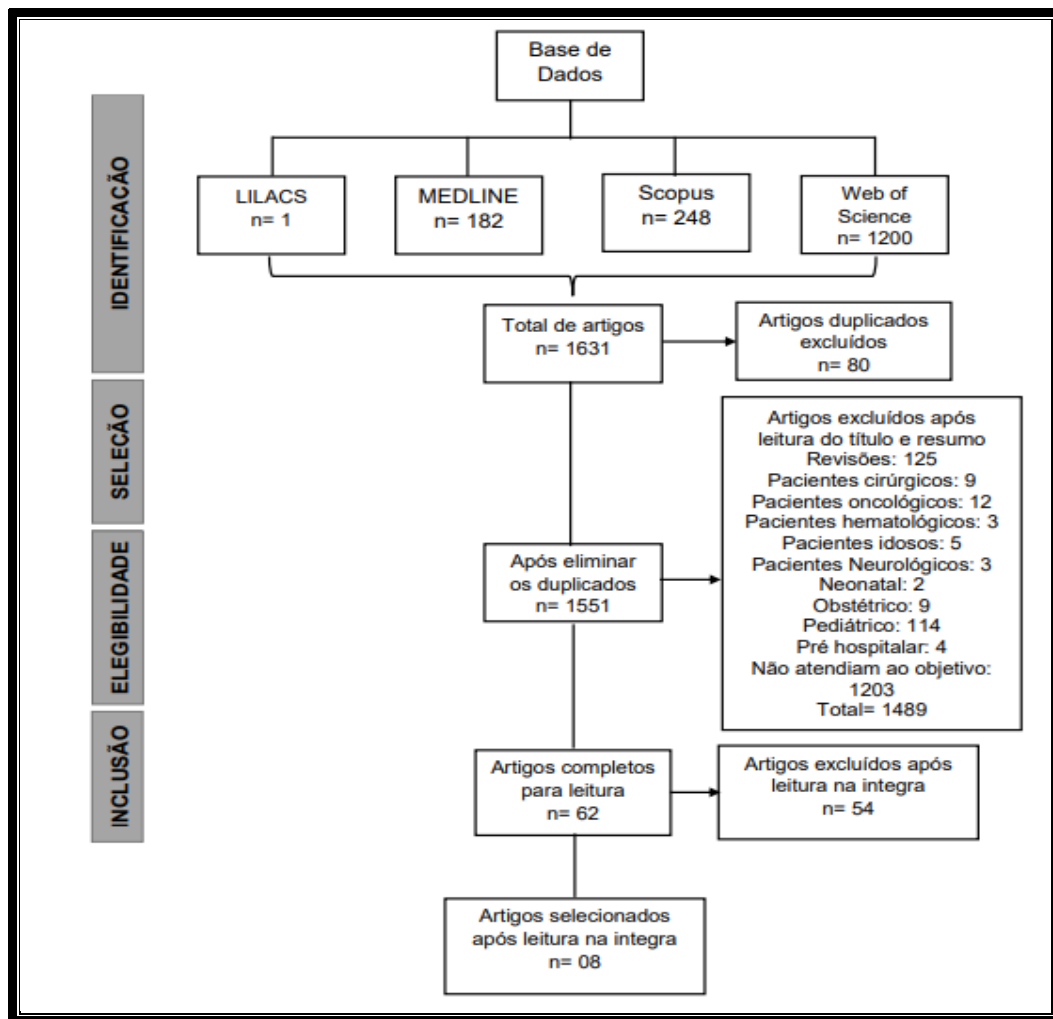 Base de
Dados
IDENTIFICAÇÃO
LILACS
n= 1
MEDLINE
n= 182
Scopus
n= 248
Web of
Science
n= 1200
Total de artigos
n= 1631
Artigos duplicados
excluídos
n= 80
SELEÇÃO
Artigos excluídos após
leitura do título e resumo
Revisões: 125
Pacientes cirúrgicos: 9
Pacientes oncológicos: 12
Pacientes hematológicos: 3
Pacientes idosos: 5
Pacientes Neurológicos: 3
Neonatal: 2
Obstétrico: 9
Pediátrico: 114
Pré hospitalar: 4
Não atendiam ao objetivo:
1203
Total= 1489
ELEGIBILIDADE
Após eliminar
os duplicados
n= 1551
INCLUSÃO
Artigos completos
para leitura
n= 62
Artigos excluídos após
leitura na integra
n= 54
Artigos selecionados
após leitura na integra
n= 08